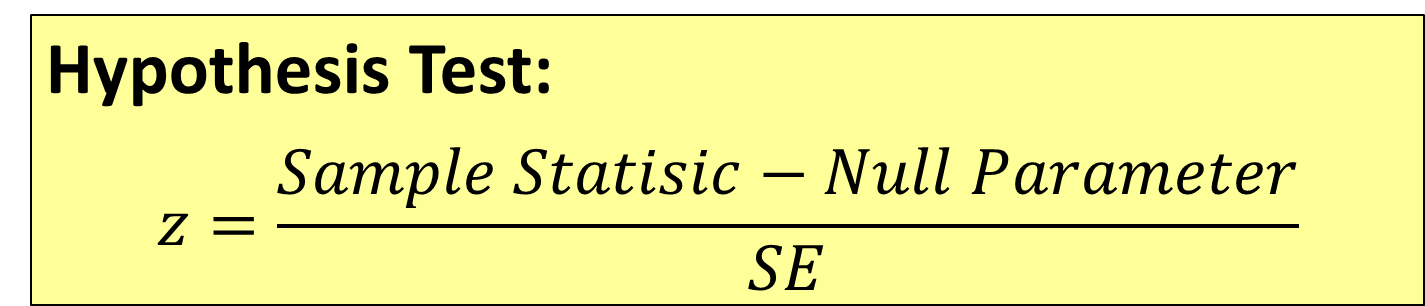 Hypothesis Test:
z = Sample Statisic − Null Parameter
SE